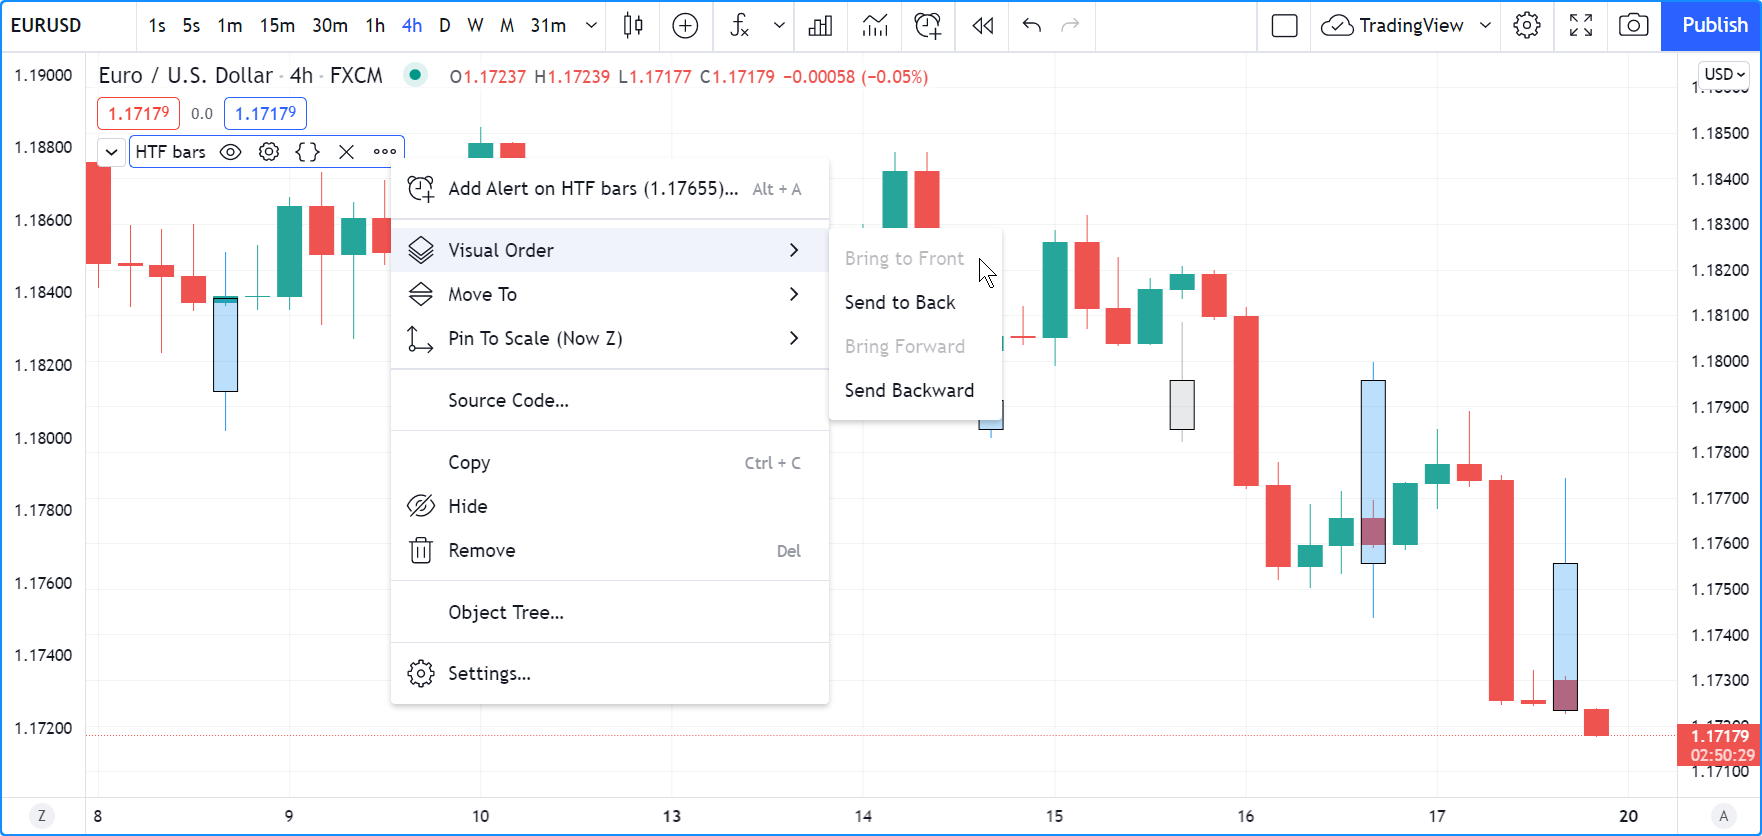 EURUSD 1s 5s 1m 15m 30m 1h 4h D W M 31m TradingView Publish
Euro / U.S. Dollar · 4h · FXCM O1.17237 H1.17239 L1.17177 C1.17179 −0.00058 (−0.05%)
USD
1.17179 0.0 1.17179
HTF bars
Add Alert on HTF bars (1.17655)... Alt + A
Visual Order
Move To
Pin To Scale (Now Z)
Source Code...
Copy Ctrl + C
Hide
Remove Del
Object Tree...
Settings...
Bring to Front
Send to Back
Bring Forward
Send Backward
1.19000
1.18800
1.18600
1.18400
1.18200
1.18000
1.17800
1.17600
1.17400
1.17200
1.18500
1.18400
1.18300
1.18200
1.18100
1.18000
1.17900
1.17800
1.17700
1.17600
1.17500
1.17400
1.17300
1.17179
02:50:29
1.17100
Z 8 9 10 13 14 15 16 17 20 A